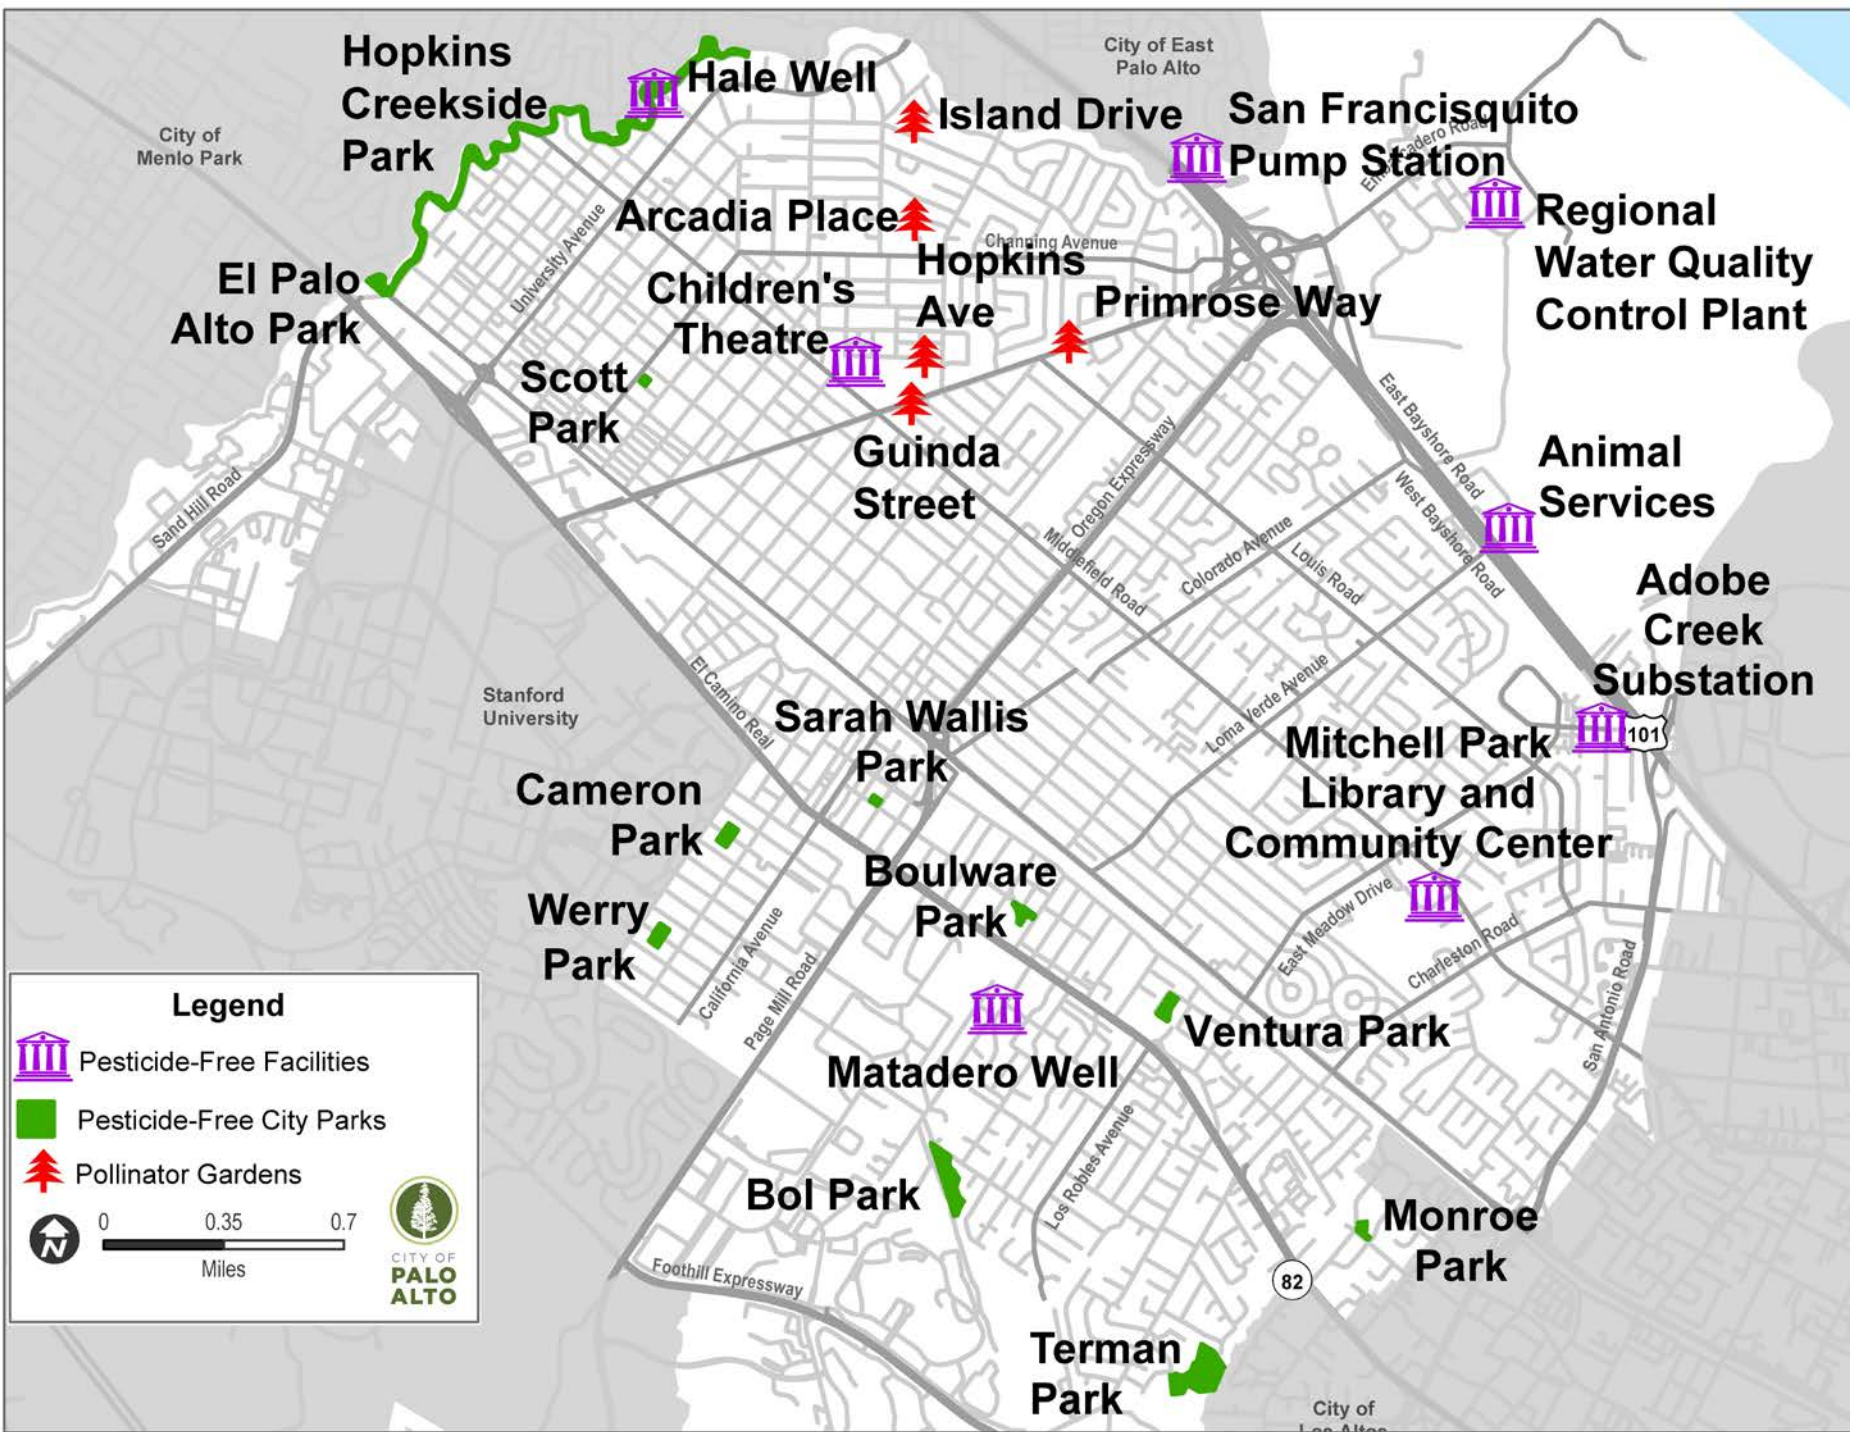 Hopkins
Creekside
Park
Hale Well
City of East
Palo Alto
City of
Menlo Park
Island Drive
San Francisquito
Pump Station
Embarcadero Road
Regional
Water Quality
Control Plant
University Avenue
Arcadia Place
Channing Avenue
Hopkins
Ave
El Palo
Alto Park
Children's
Theatre
Primrose Way
Scott
Park
Guinda
Street
East Bayshore Road
West Bayshore Road
Animal
Services
Sand Hill Road
Oregon Expressway
Middlefield Road
Colorado Avenue
Louis Road
Adobe
Creek
Substation
101
Stanford
University
El Camino Real
Sarah Wallis
Park
Loma Verde Avenue
Mitchell Park
Library and
Community Center
Cameron
Park
Boulware
Park
Werry
Park
East Meadow Drive
Charleston Road
California Avenue
Page Mill Road
San Antonio Road
Matadero Well
Ventura Park
Los Robles Avenue
Bol Park
Monroe
Park
Foothill Expressway
82
Terman
Park
City of
Los Altos
Legend
Pesticide-Free Facilities
Pesticide-Free City Parks
Pollinator Gardens
N
0 0.35 0.7
Miles
CITY OF
PALO
ALTO